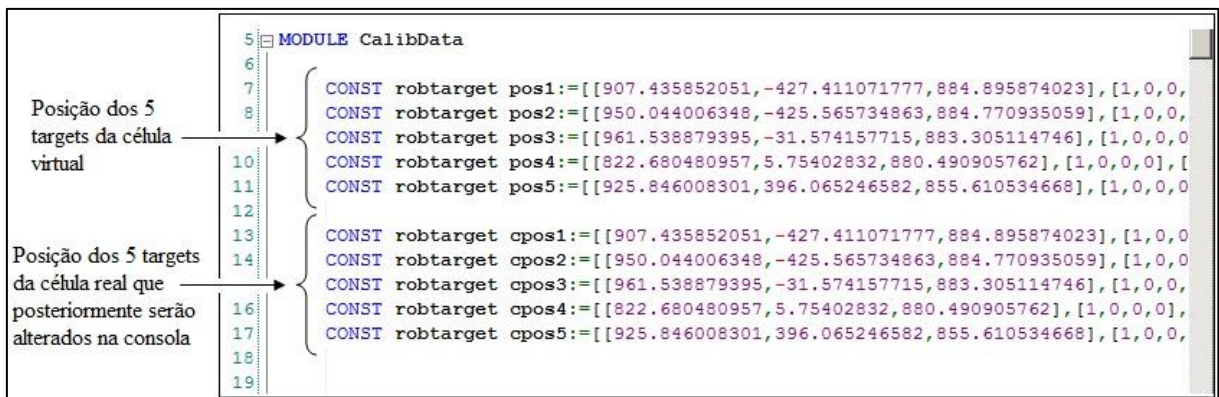 5 MODULE CalibData
6
Posição dos 5
targets da célula
virtual
7 CONST robtarget pos1:=[[907.435852051,-427.411071777,884.895874023],[1,0,0,
8 CONST robtarget pos2:=[[950.044006348,-425.565734863,884.770935059],[1,0,0,
CONST robtarget pos3:=[[961.538879395,-31.574157715,883.305114746],[1,0,0
10 CONST robtarget pos4:=[[822.680480957,5.75402832,880.490905762],[1,0,0,0],[
11 CONST robtarget pos5:=[[925.846008301,396.065246582,855.610534668],[1,0,0,0
12
Posição dos 5 targets
da célula real que
posteriormente serão
alterados na consola
13 CONST robtarget cpos1:=[[907.435852051,-427.411071777,884.895874023],[1,0,0
14 CONST robtarget cpos2:=[[950.044006348,-425.565734863,884.770935059],[1,0,0
CONST robtarget cpos3:=[[961.538879395,-31.574157715,883.305114746],[1,0,0,
16 CONST robtarget cpos4:=[[822.680480957,5.75402832,880.490905762],[1,0,0,0],
17 CONST robtarget cpos5:=[[925.846008301,396.065246582,855.610534668],[1,0,0,
18
19